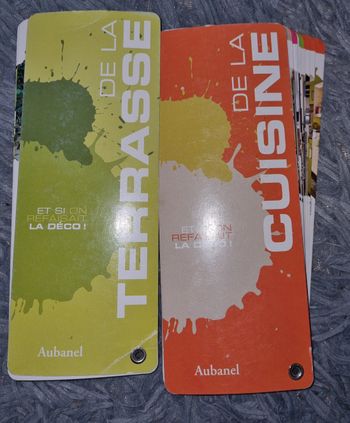 DE LA
TERRASSE
ET SI ON
REFAISAIT
LA DÉCO !
Aubanel
DE LA
CUISINE
ET SI ON
REFAISAIT
LA DÉCO !
Aubanel